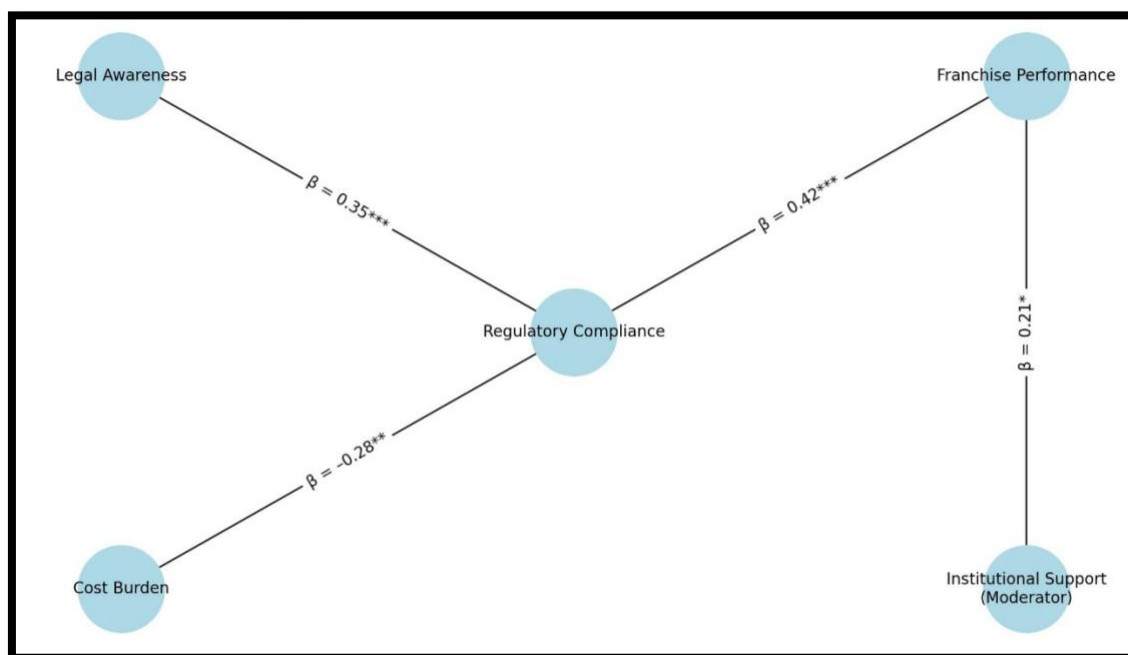 Legal Awareness
Franchise Performance
β = 0.35***
β = 0.42***
Regulatory Compliance
β = 0.21*
β = –0.28**
Cost Burden
Institutional Support
(Moderator)